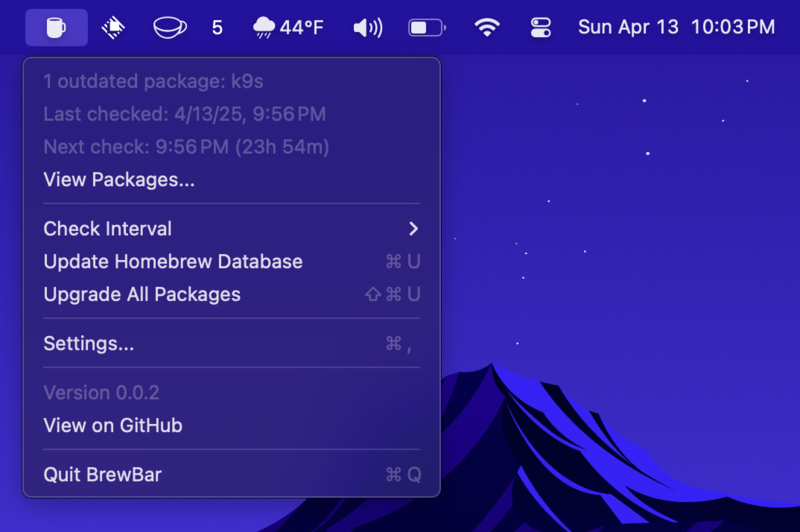 5 44°F Sun Apr 13 10:03 PM
1 outdated package: k9s
Last checked: 4/13/25, 9:56 PM
Next check: 9:56 PM (23h 54m)
View Packages...
Check Interval
Update Homebrew Database ⌘ U
Upgrade All Packages ⇧ ⌘ U
Settings... ⌘ ,
Version 0.0.2
View on GitHub
Quit BrewBar ⌘ Q